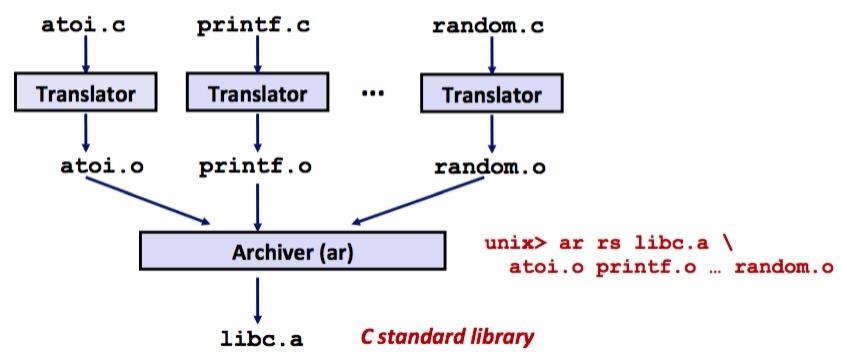 atoi.c printf.c random.c
Translator Translator ... Translator
atoi.o printf.o random.o
Archiver (ar)
unix> ar rs libc.a \
atoi.o printf.o … random.o
libc.a C standard library